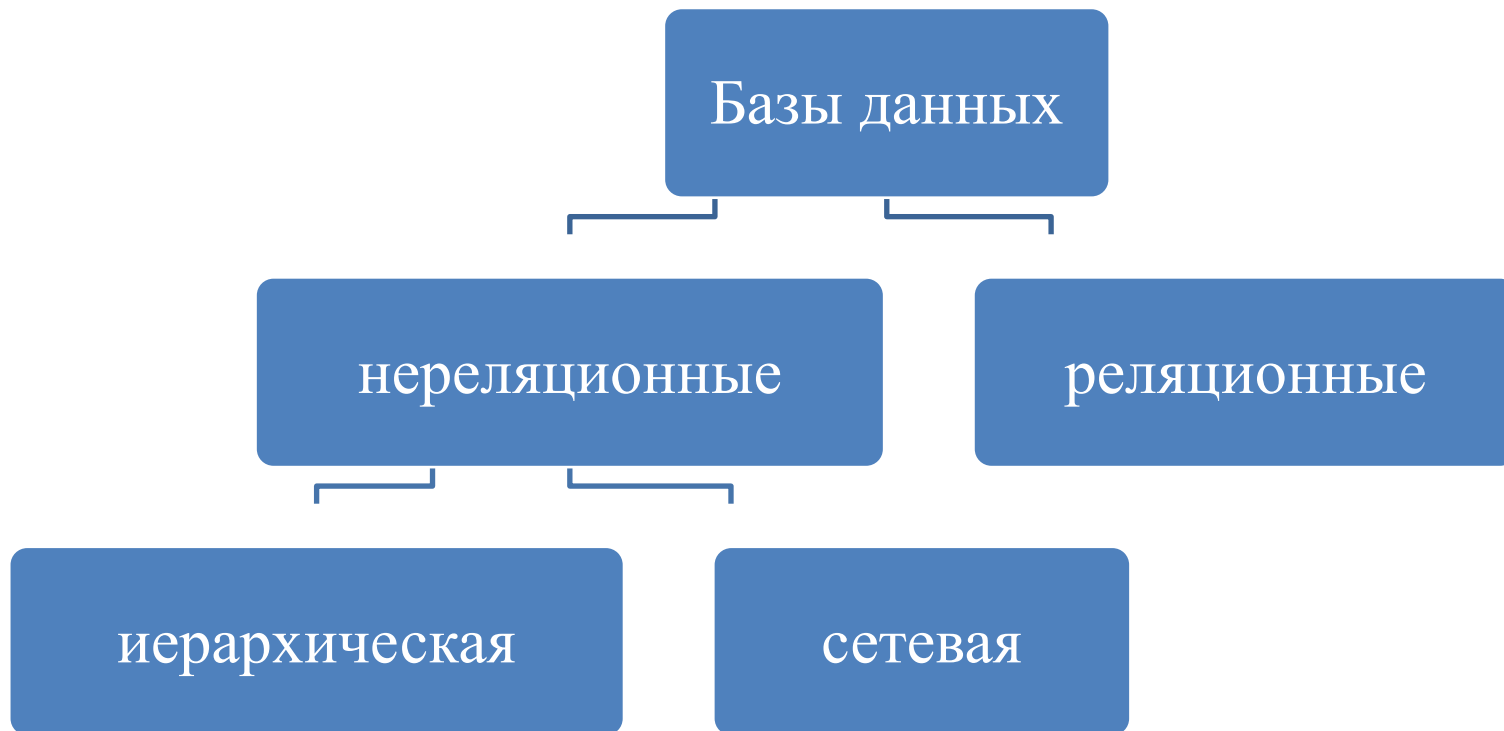 Базы данных
нереляционные
реляционные
иерархическая
сетевая